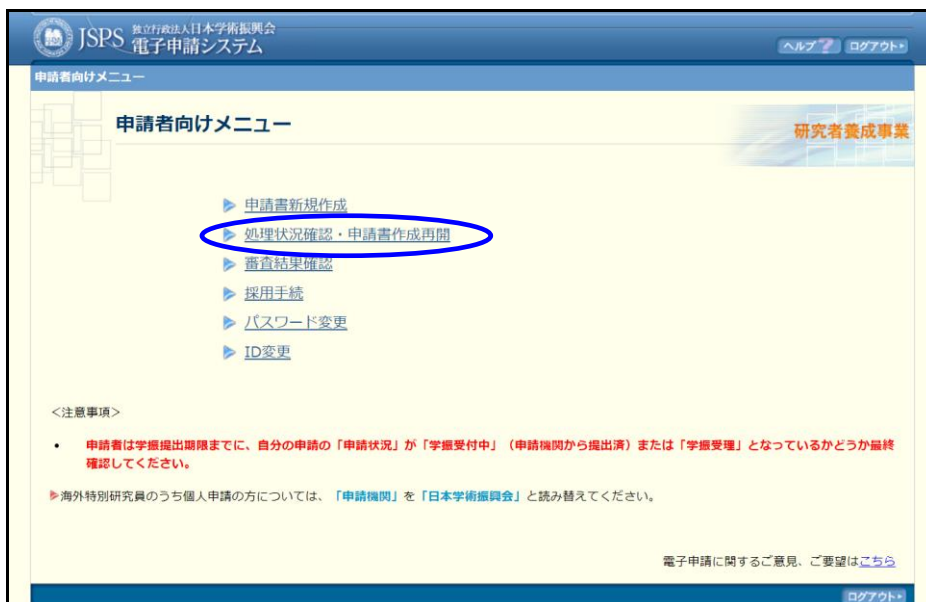 JSPS 独立行政法人日本学術振興会
電子申請システム
ヘルプ ? ログアウト
申請者向けメニュー
申請者向けメニュー
研究者養成事業
申請書新規作成
処理状況確認・申請書作成再開
審査結果確認
採用手続
パスワード変更
ID変更
<注意事項>
• 申請者は学振提出期限までに、自分の申請の「申請状況」が「学振受付中」（申請機関から提出済）または「学振受理」となっているかどうか最終
確認してください。
海外特別研究員のうち個人申請の方については、「申請機関」を「日本学術振興会」と読み替えてください。
電子申請に関するご意見、ご要望はこちら
ログアウト